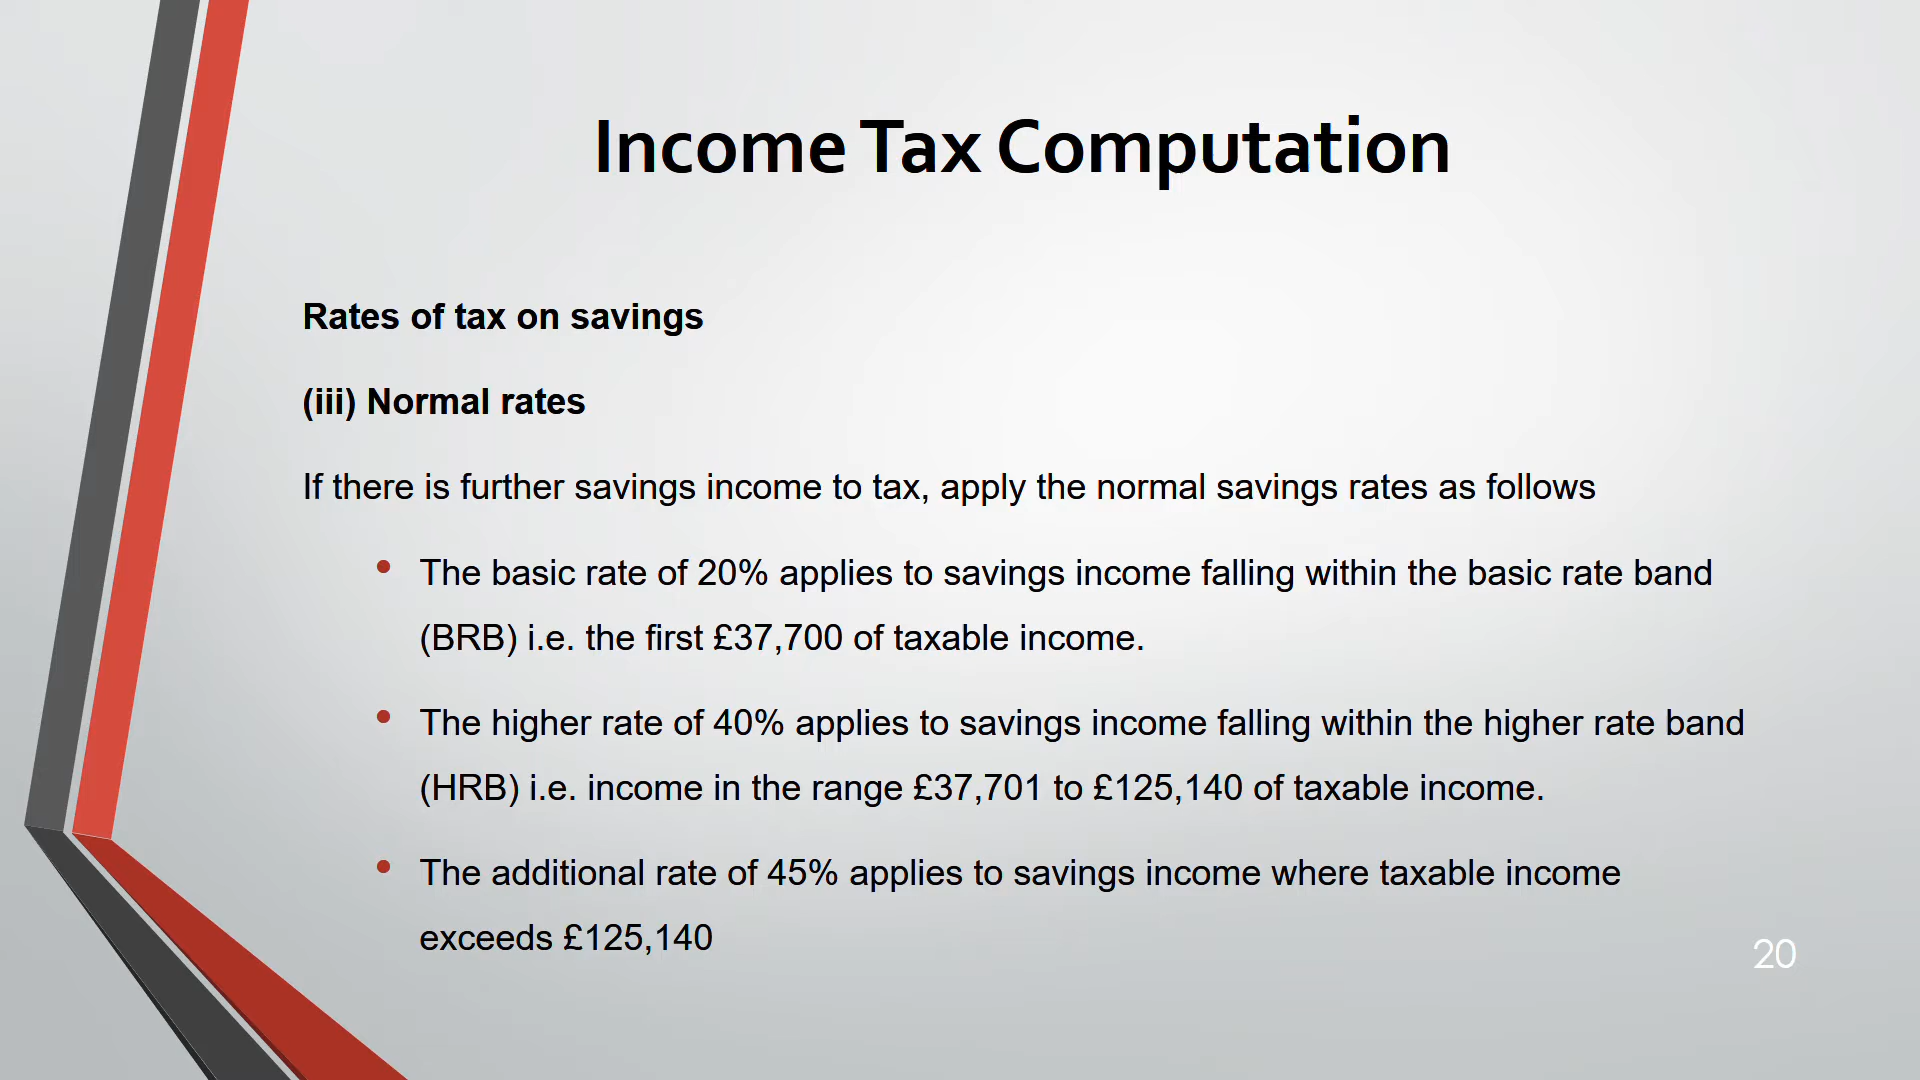 Income Tax Computation
Rates of tax on savings
(iii) Normal rates
If there is further savings income to tax, apply the normal savings rates as follows
• The basic rate of 20% applies to savings income falling within the basic rate band
(BRB) i.e. the first £37,700 of taxable income.
• The higher rate of 40% applies to savings income falling within the higher rate band
(HRB) i.e. income in the range £37,701 to £125,140 of taxable income.
• The additional rate of 45% applies to savings income where taxable income
exceeds £125,140
20